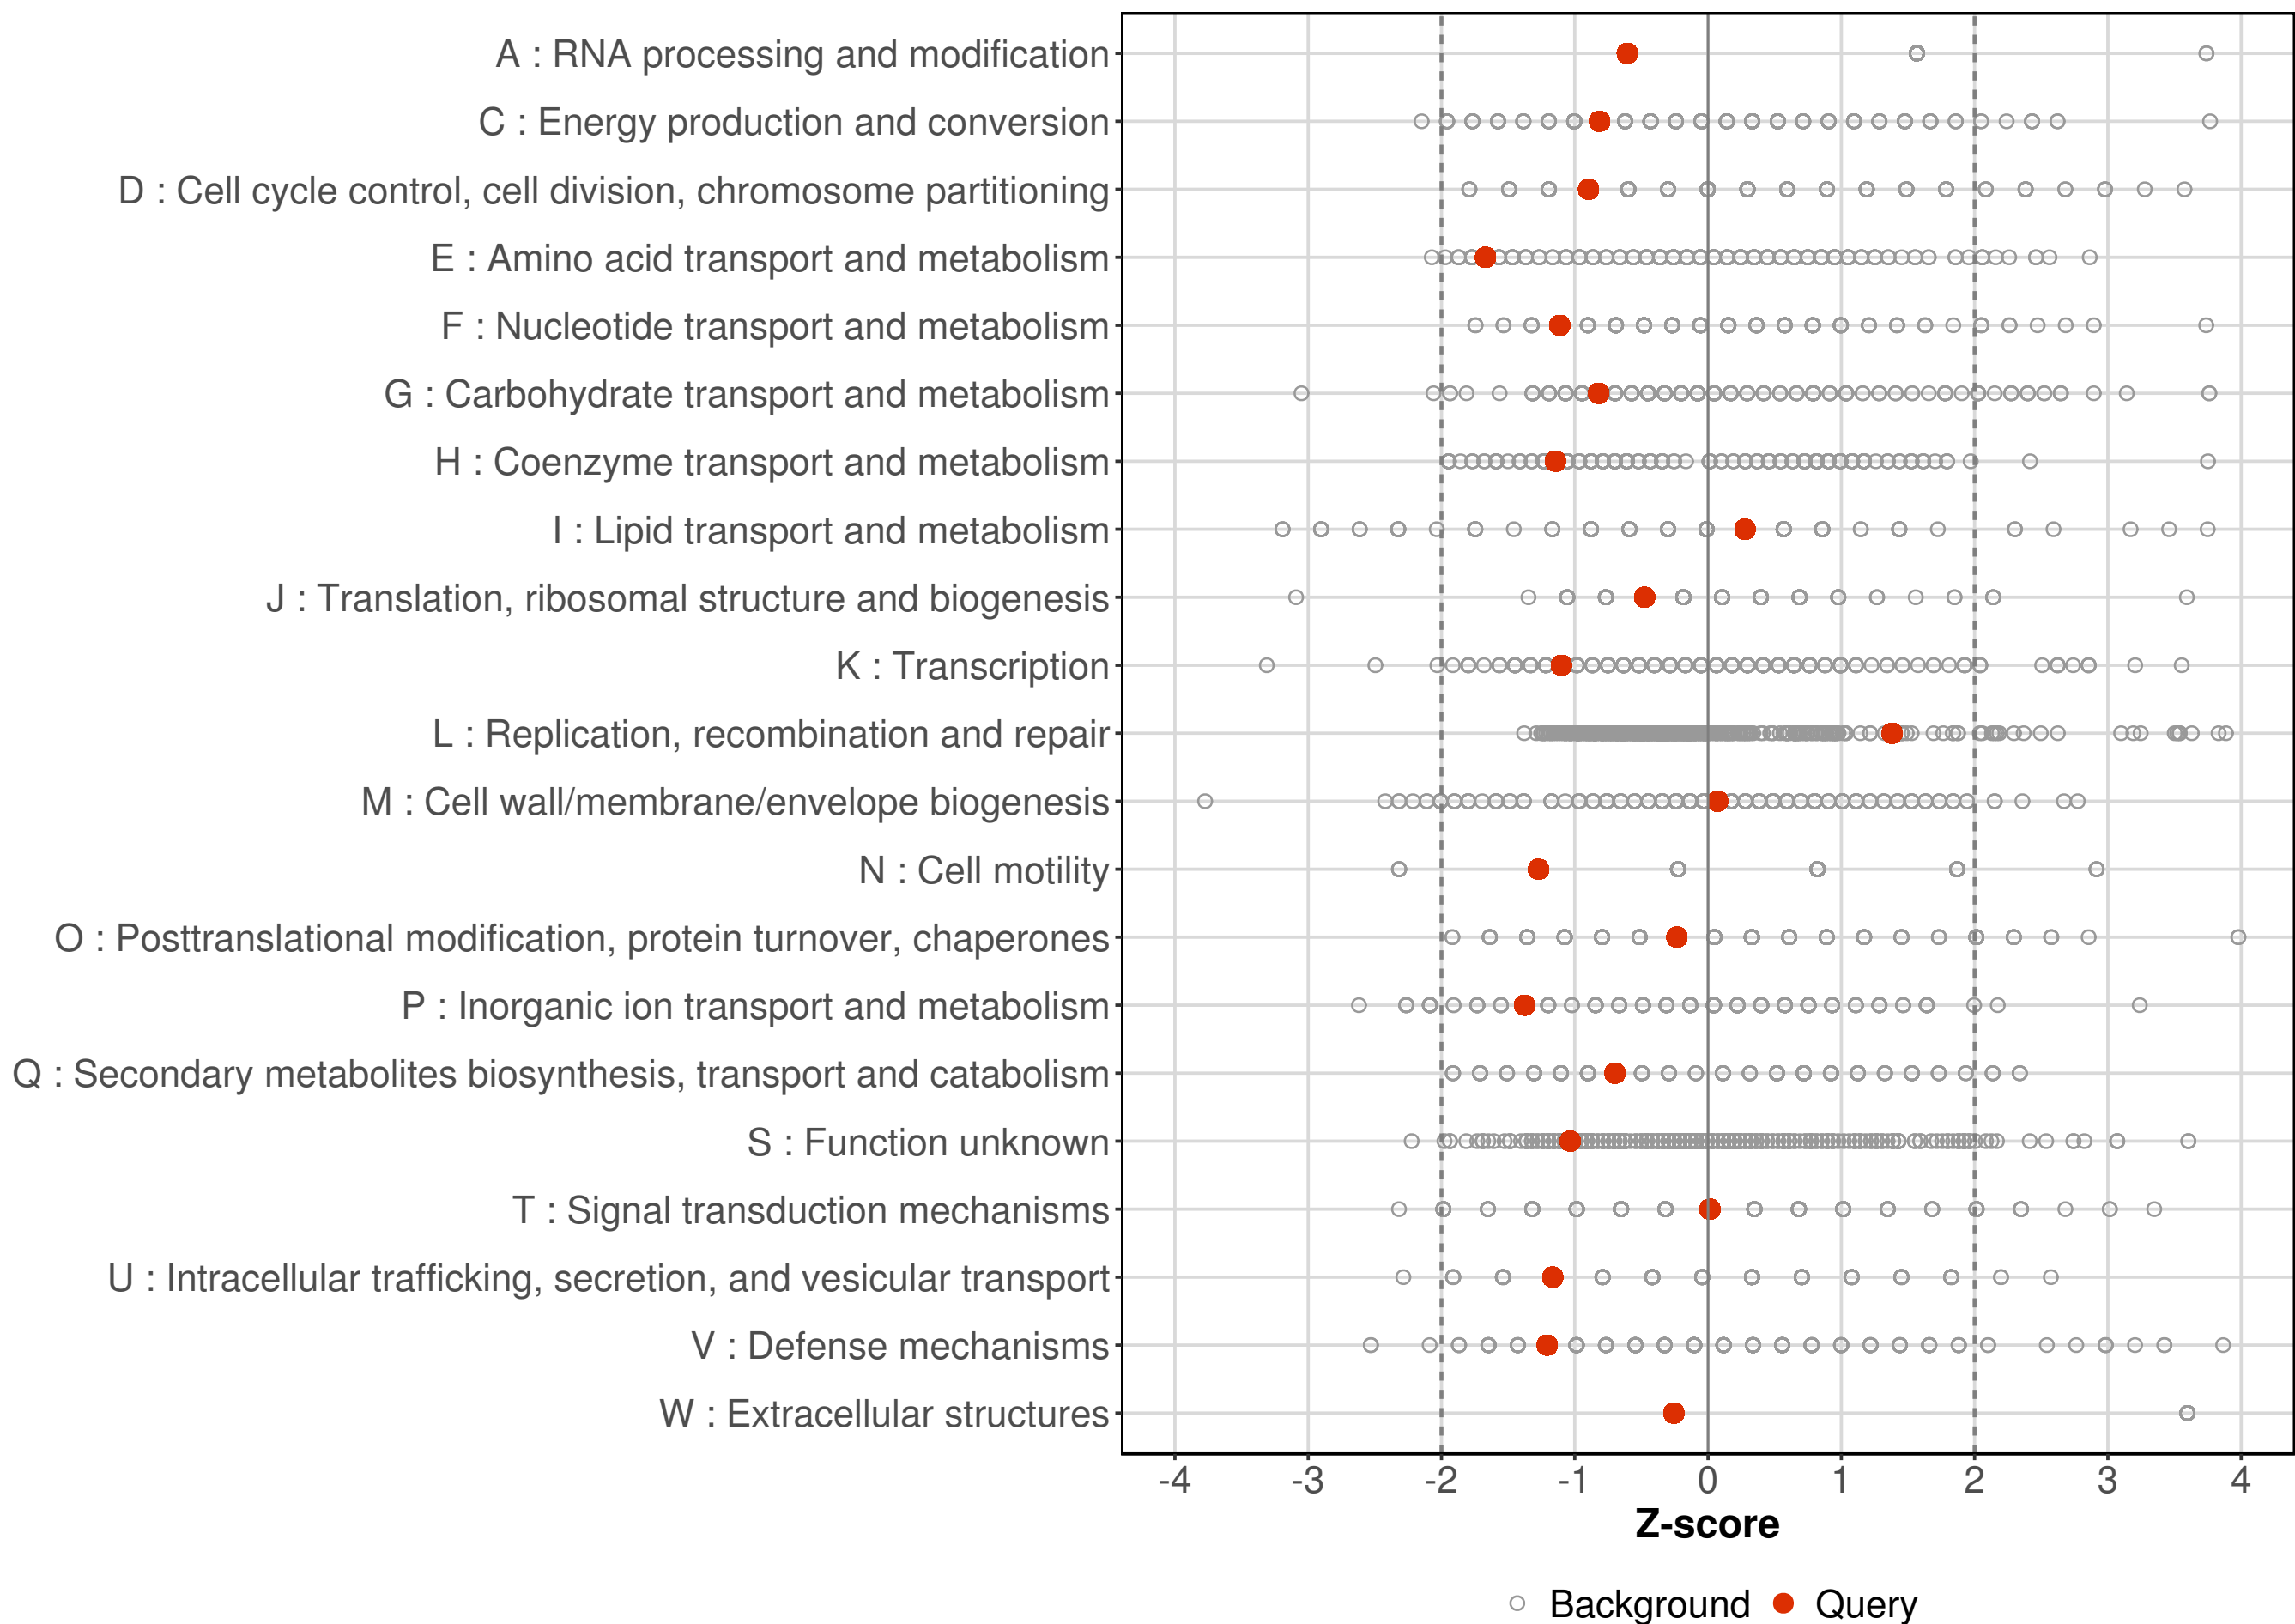 A : RNA processing and modification
C : Energy production and conversion
D : Cell cycle control, cell division, chromosome partitioning
E : Amino acid transport and metabolism
F : Nucleotide transport and metabolism
G : Carbohydrate transport and metabolism
H : Coenzyme transport and metabolism
I : Lipid transport and metabolism
J : Translation, ribosomal structure and biogenesis
K : Transcription
L : Replication, recombination and repair
M : Cell wall/membrane/envelope biogenesis
N : Cell motility
O : Posttranslational modification, protein turnover, chaperones
P : Inorganic ion transport and metabolism
Q : Secondary metabolites biosynthesis, transport and catabolism
S : Function unknown
T : Signal transduction mechanisms
U : Intracellular trafficking, secretion, and vesicular transport
V : Defense mechanisms
W : Extracellular structures
-4 -3 -2 -1 0 1 2 3 4
Z-score
Background Query